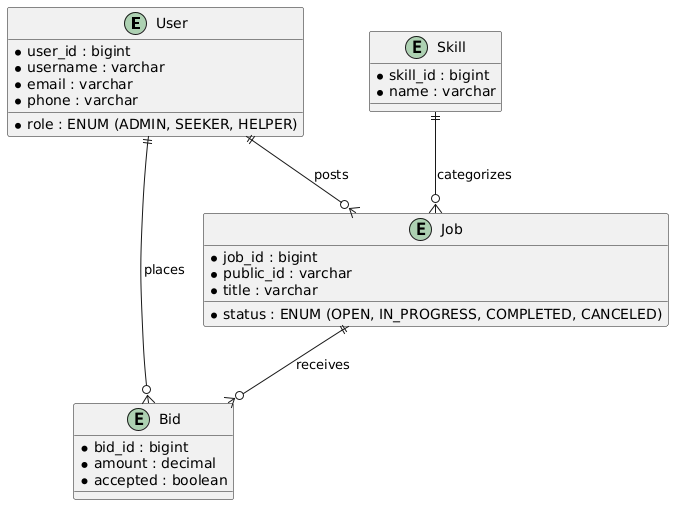 E User
user_id : bigint
username : varchar
email : varchar
phone : varchar
role : ENUM (ADMIN, SEEKER, HELPER)
E Skill
skill_id : bigint
name : varchar
posts
categorizes
E Job
job_id : bigint
public_id : varchar
title : varchar
status : ENUM (OPEN, IN_PROGRESS, COMPLETED, CANCELED)
places
receives
E Bid
bid_id : bigint
amount : decimal
accepted : boolean